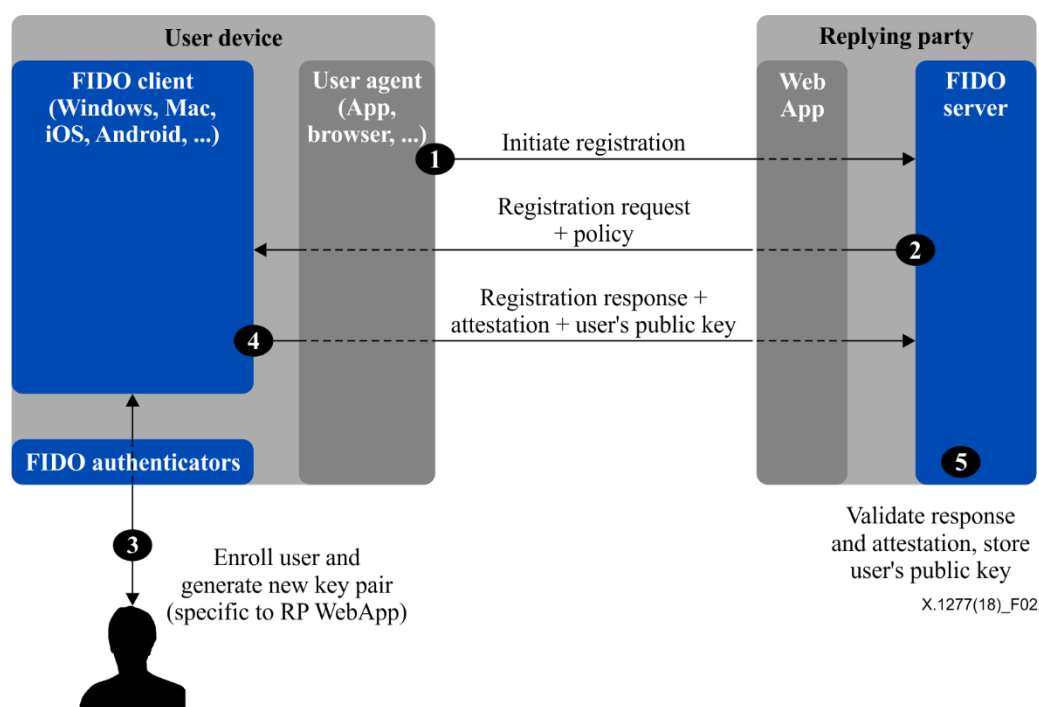 User device
Replying party
FIDO client
(Windows, Mac,
iOS, Android, ...)
User agent
(App,
browser, ...)
Web
App
FIDO
server
1
Initiate registration
Registration request
+ policy
2
Registration response +
attestation + user's public key
4
FIDO authenticators
5
3
Enroll user and
generate new key pair
(specific to RP WebApp)
Validate response
and attestation, store
user's public key
X.1277(18)_F02